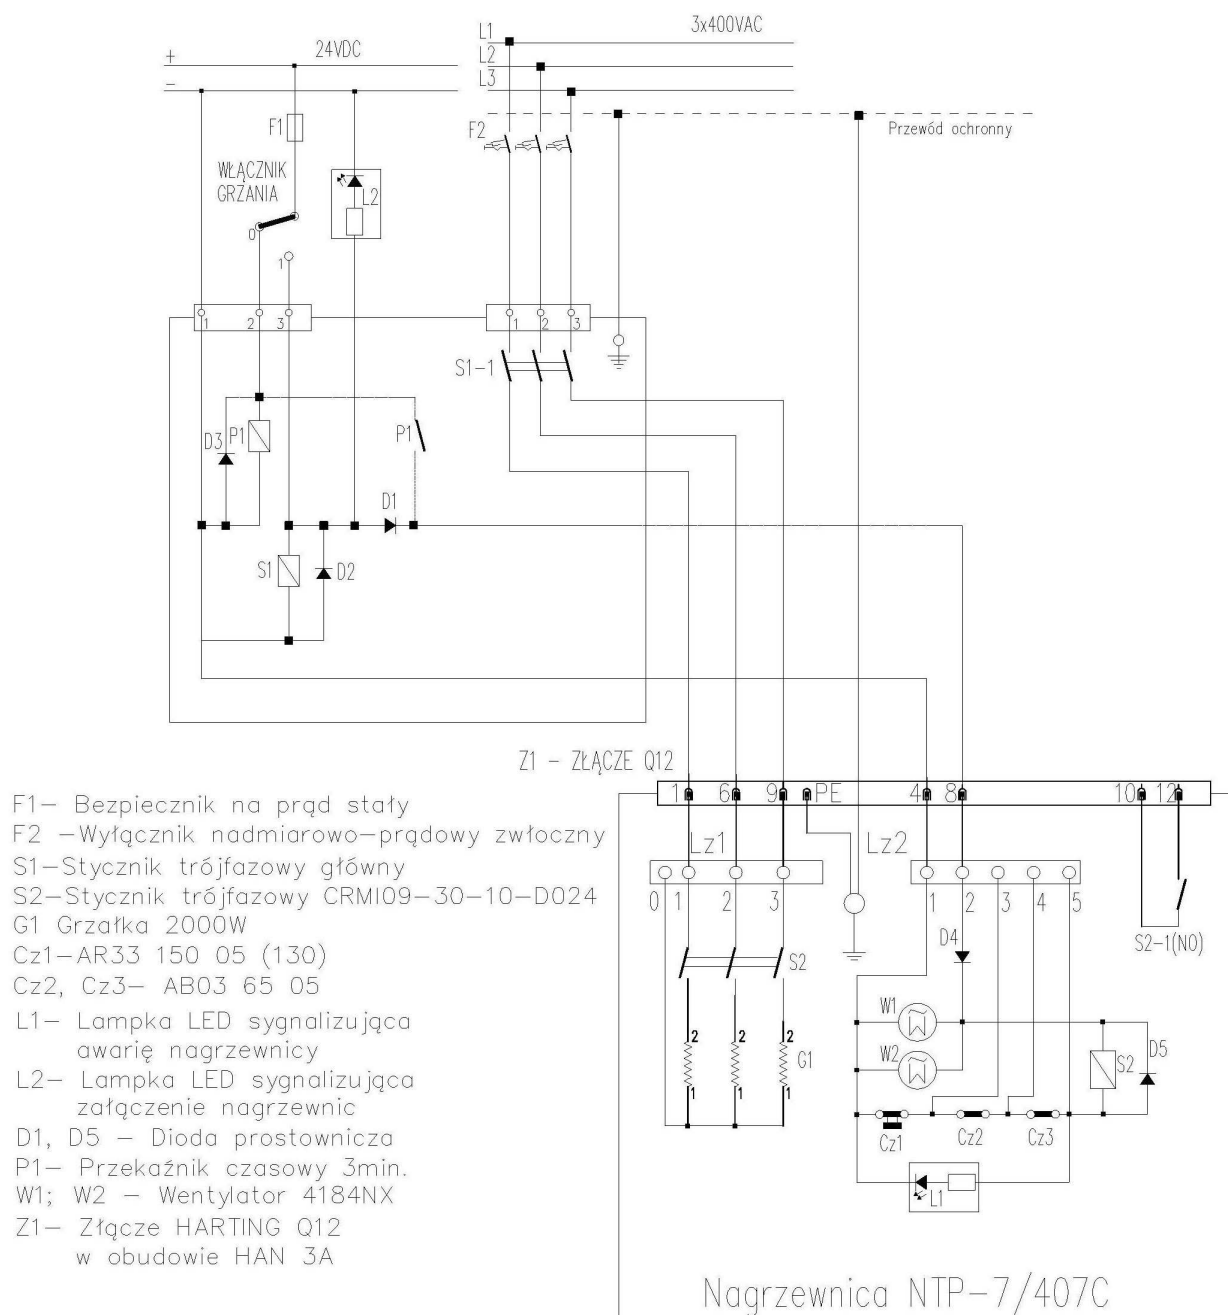 3x400VAC
L1
24VDC
+
L2
-
L3
F1
F2
Przewód ochronny
WŁĄCZNIK
GRZANIA
L2
0
1
1 2 3
1 2 3
S1-1
D3
P1
P1
D1
S1
D2
Z1 - ZŁĄCZE Q12
1 6 9 PE 4 8 10 12
F1- Bezpiecznik na prąd stały
F2 -Wyłącznik nadmiarowo-prądowy zwłoczny
S1-Stycznik trójfazowy główny
S2-Stycznik trójfazowy CRMI09-30-10-D024
G1 Grzałka 2000W
Cz1-AR33 150 05 (130)
Cz2, Cz3- AB03 65 05
L1- Lampka LED sygnalizująca
awarię nagrzewnicy
L2- Lampka LED sygnalizująca
załączenie nagrzewnic
D1, D5 - Dioda prostownicza
P1- Przekaźnik czasowy 3min.
W1; W2 - Wentylator 4184NX
Z1- Złącze HARTING Q12
w obudowie HAN 3A
Lz1
Lz2
0 1 2 3
1 2 3 4 5
S2-1(NO)
D4
S2
W1
W2
2 2 2
G1
1 1 1
S2
D5
Cz1
Cz2
Cz3
L1
Nagrzewnica NTP-7/407C